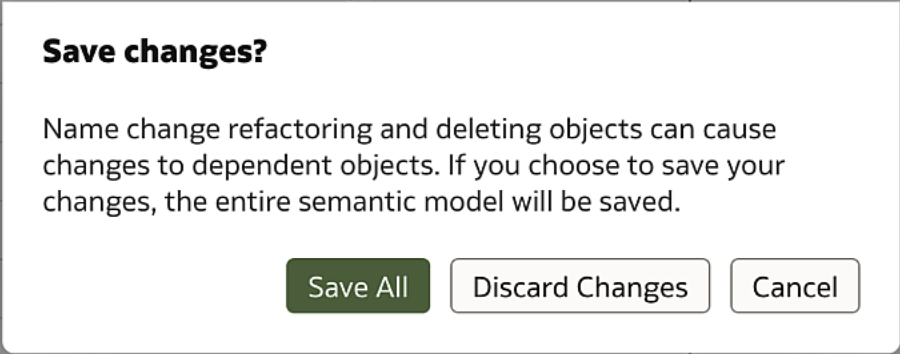 Save changes?
Name change refactoring and deleting objects can cause
changes to dependent objects. If you choose to save your
changes, the entire semantic model will be saved.
Save All
Discard Changes
Cancel